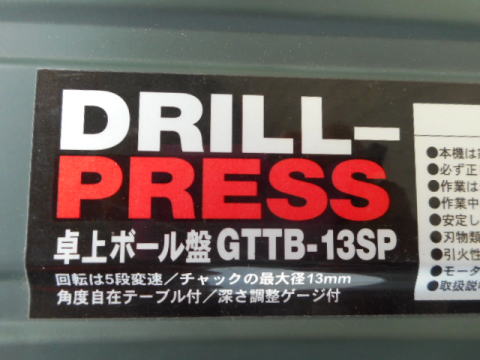 DRILL-
PRESS
卓上ボール盤 GTTB-13SP
回転は5段変速／チャックの最大径13mm
角度自在テーブル付／深さ調整ゲージ付
●本機は
●必ず正
●作業は
●作業中
●安定し
●刃物類
●引火性
●モータ
●取扱説